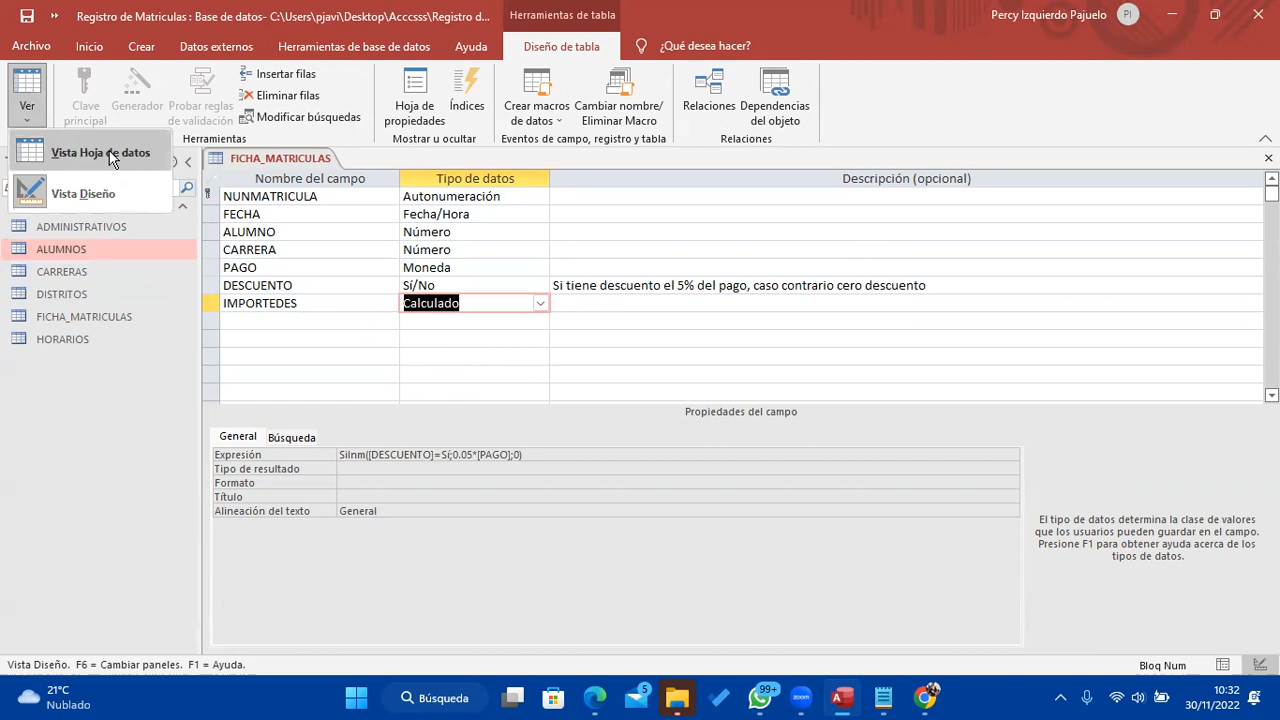 Registro de Matriculas : Base de datos- C:\Users\pjavi\Desktop\Acccsss\Registro d...
Herramientas de tabla
Percy Izquierdo Pajuelo
PI
Archivo
Inicio
Crear
Datos externos
Herramientas de base de datos
Ayuda
Diseño de tabla
¿Qué desea hacer?
Ver
Clave principal
Generador
Probar reglas de validación
Insertar filas
Eliminar filas
Modificar búsquedas
Hoja de propiedades
Índices
Crear macros de datos
Cambiar nombre/ Eliminar Macro
Relaciones
Dependencias del objeto
Herramientas
Mostrar u ocultar
Eventos de campo, registro y tabla
Relaciones
Vista Hoja de datos
Vista Diseño
ADMINISTRATIVOS
ALUMNOS
CARRERAS
DISTRITOS
FICHA_MATRICULAS
HORARIOS
FICHA_MATRICULAS
Nombre del campo Tipo de datos Descripción (opcional)
NUNMATRICULA Autonumeración
FECHA Fecha/Hora
ALUMNO Número
CARRERA Número
PAGO Moneda
DESCUENTO Sí/No Si tiene descuento el 5% del pago, caso contrario cero descuento
IMPORTEDES Calculado
Propiedades del campo
General Búsqueda
Expresión SiInm([DESCUENTO]=Sí;0.05*[PAGO];0)
Tipo de resultado
Formato
Título
Alineación del texto General
El tipo de datos determina la clase de valores
que los usuarios pueden guardar en el campo.
Presione F1 para obtener ayuda acerca de los
tipos de datos.
Vista Diseño. F6 = Cambiar paneles. F1 = Ayuda.
Bloq Num
21°C
Nublado
Búsqueda
5
99+
zoom
10:32
30/11/2022